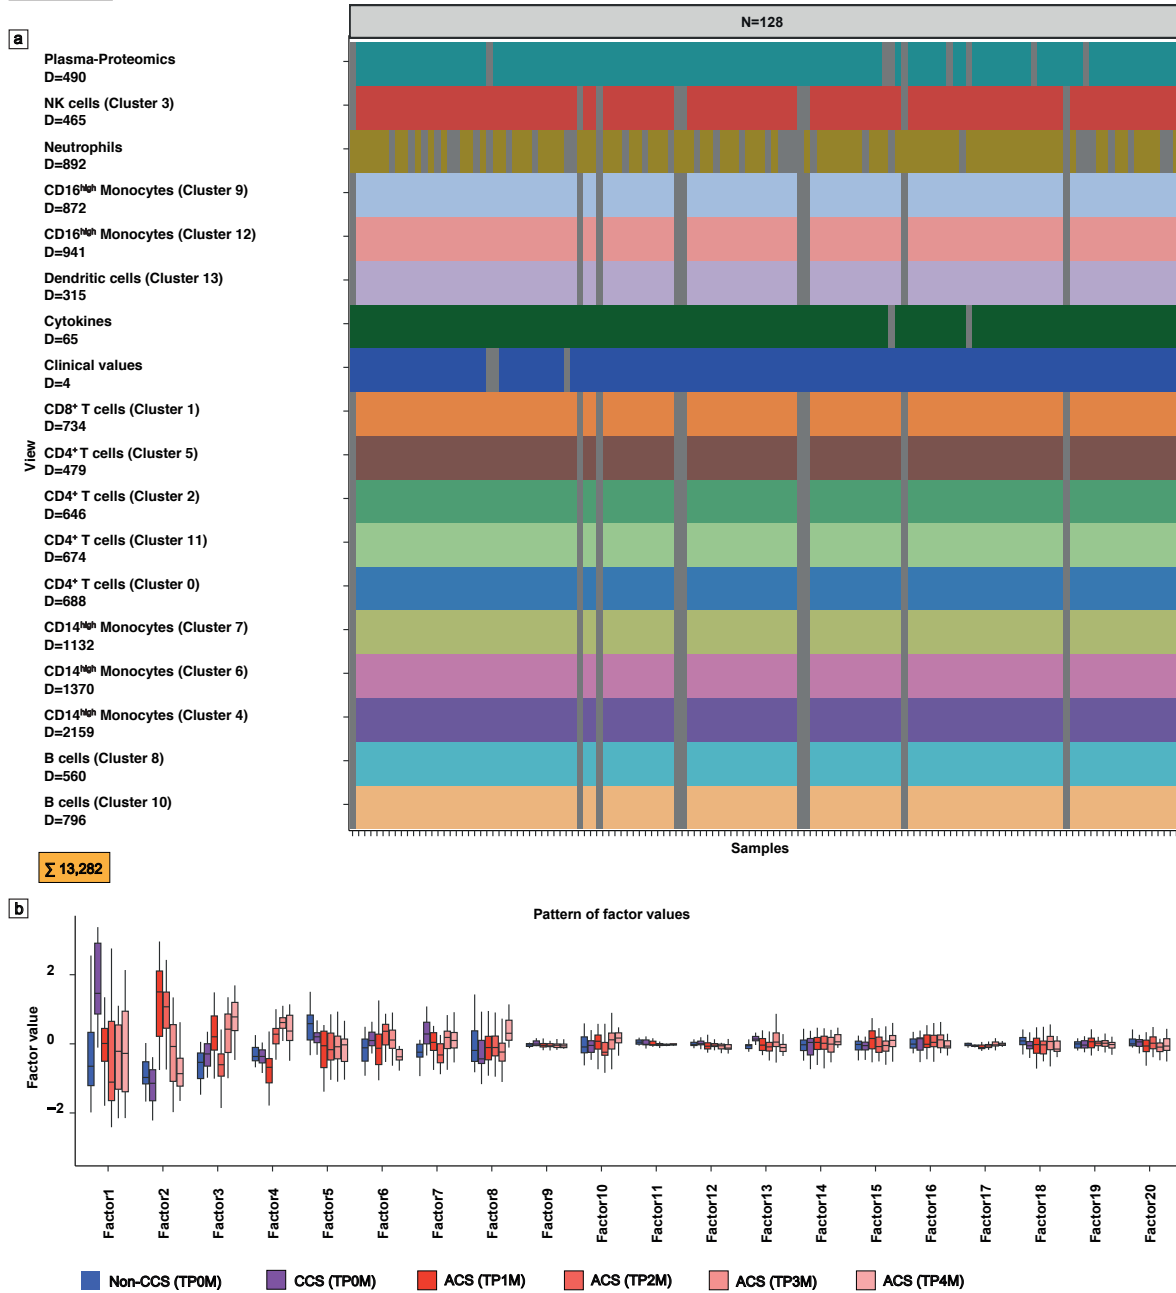 N=128
a
Plasma-Proteomics
D=490
NK cells (Cluster 3)
D=465
Neutrophils
D=892
CD16ʰⁱᵍʰ Monocytes (Cluster 9)
D=872
CD16ʰⁱᵍʰ Monocytes (Cluster 12)
D=941
Dendritic cells (Cluster 13)
D=315
Cytokines
D=65
Clinical values
D=4
CD8⁺ T cells (Cluster 1)
D=734
View
CD4⁺ T cells (Cluster 5)
D=479
CD4⁺ T cells (Cluster 2)
D=646
CD4⁺ T cells (Cluster 11)
D=674
CD4⁺ T cells (Cluster 0)
D=688
CD14ʰⁱᵍʰ Monocytes (Cluster 7)
D=1132
CD14ʰⁱᵍʰ Monocytes (Cluster 6)
D=1370
CD14ʰⁱᵍʰ Monocytes (Cluster 4)
D=2159
B cells (Cluster 8)
D=560
B cells (Cluster 10)
D=796
Samples
∑ 13,282
b
Pattern of factor values
Factor value
2
0
−2
Factor1
Factor2
Factor3
Factor4
Factor5
Factor6
Factor7
Factor8
Factor9
Factor10
Factor11
Factor12
Factor13
Factor14
Factor15
Factor16
Factor17
Factor18
Factor19
Factor20
Non-CCS (TP0M)
CCS (TP0M)
ACS (TP1M)
ACS (TP2M)
ACS (TP3M)
ACS (TP4M)